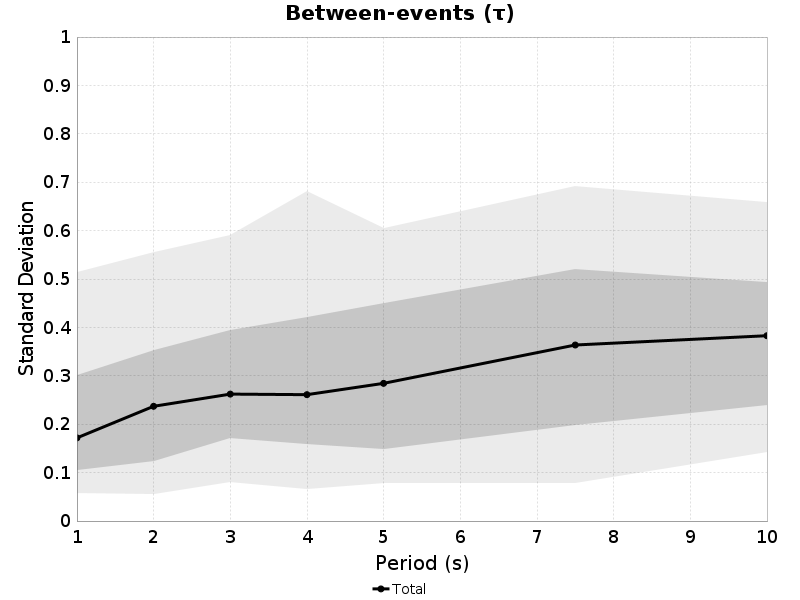 Between-events (τ)
1
0.9
0.8
0.7
0.6
0.5
0.4
0.3
0.2
0.1
0
Standard Deviation
1 2 3 4 5 6 7 8 9 10
Period (s)
Total